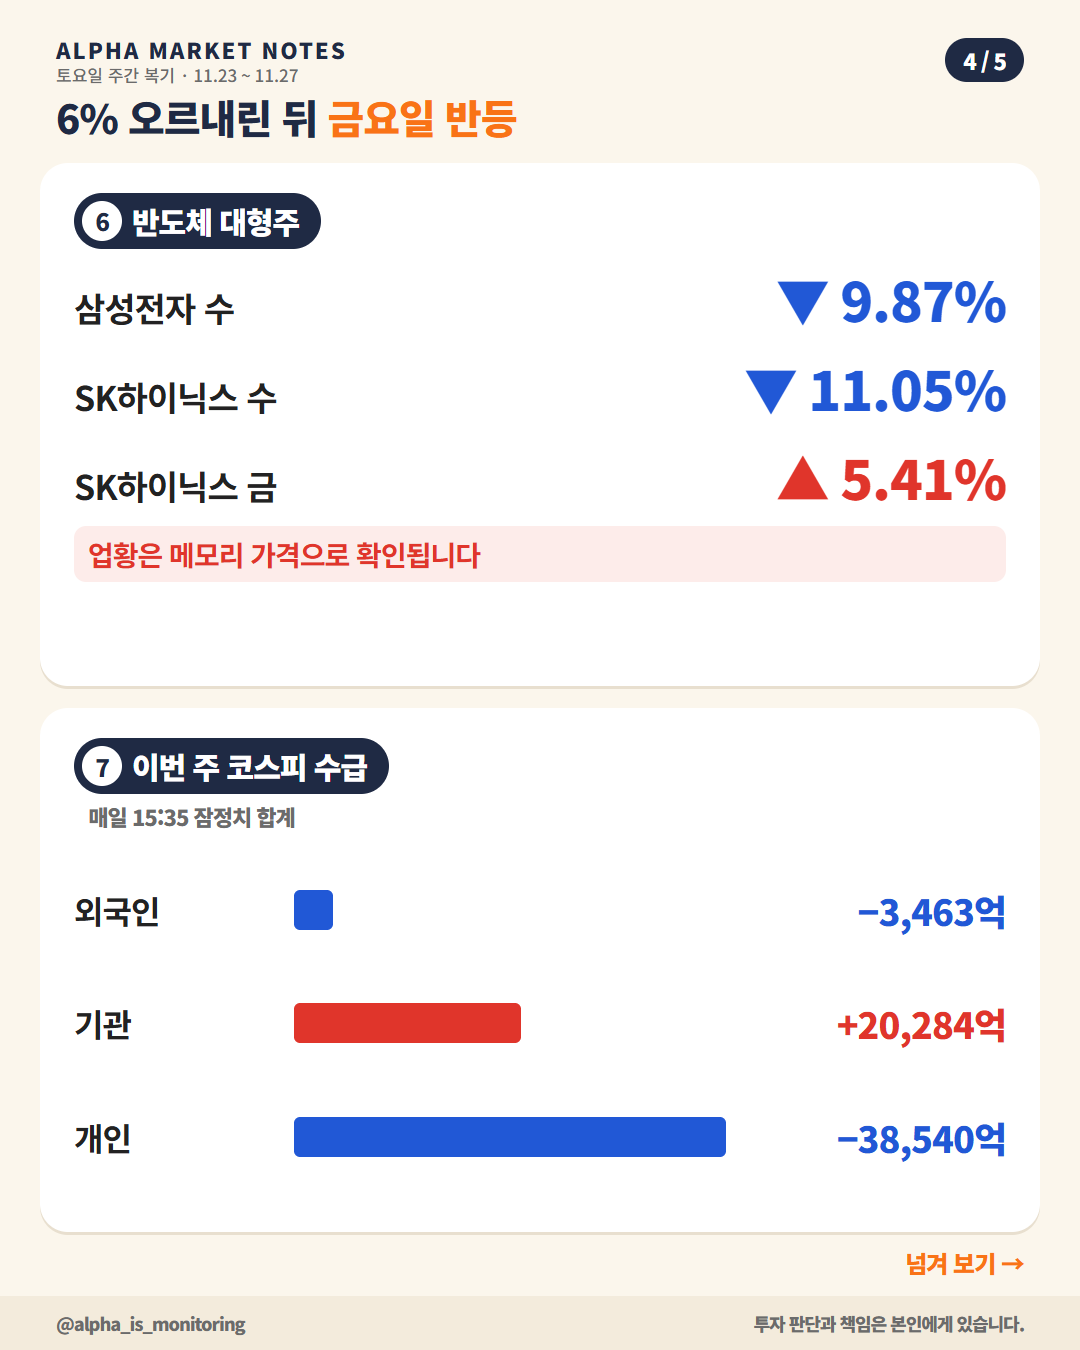 ALPHA MARKET NOTES
토요일 주간 복기 · 11.23 ~ 11.27
4 / 5
6% 오르내린 뒤 금요일 반등
6 반도체 대형주
삼성전자 수 ▼ 9.87%
SK하이닉스 수 ▼ 11.05%
SK하이닉스 금 ▲ 5.41%
업황은 메모리 가격으로 확인됩니다
7 이번 주 코스피 수급
매일 15:35 잠정치 합계
외국인 −3,463억
기관 +20,284억
개인 −38,540억
넘겨 보기 →
@alpha_is_monitoring
투자 판단과 책임은 본인에게 있습니다.